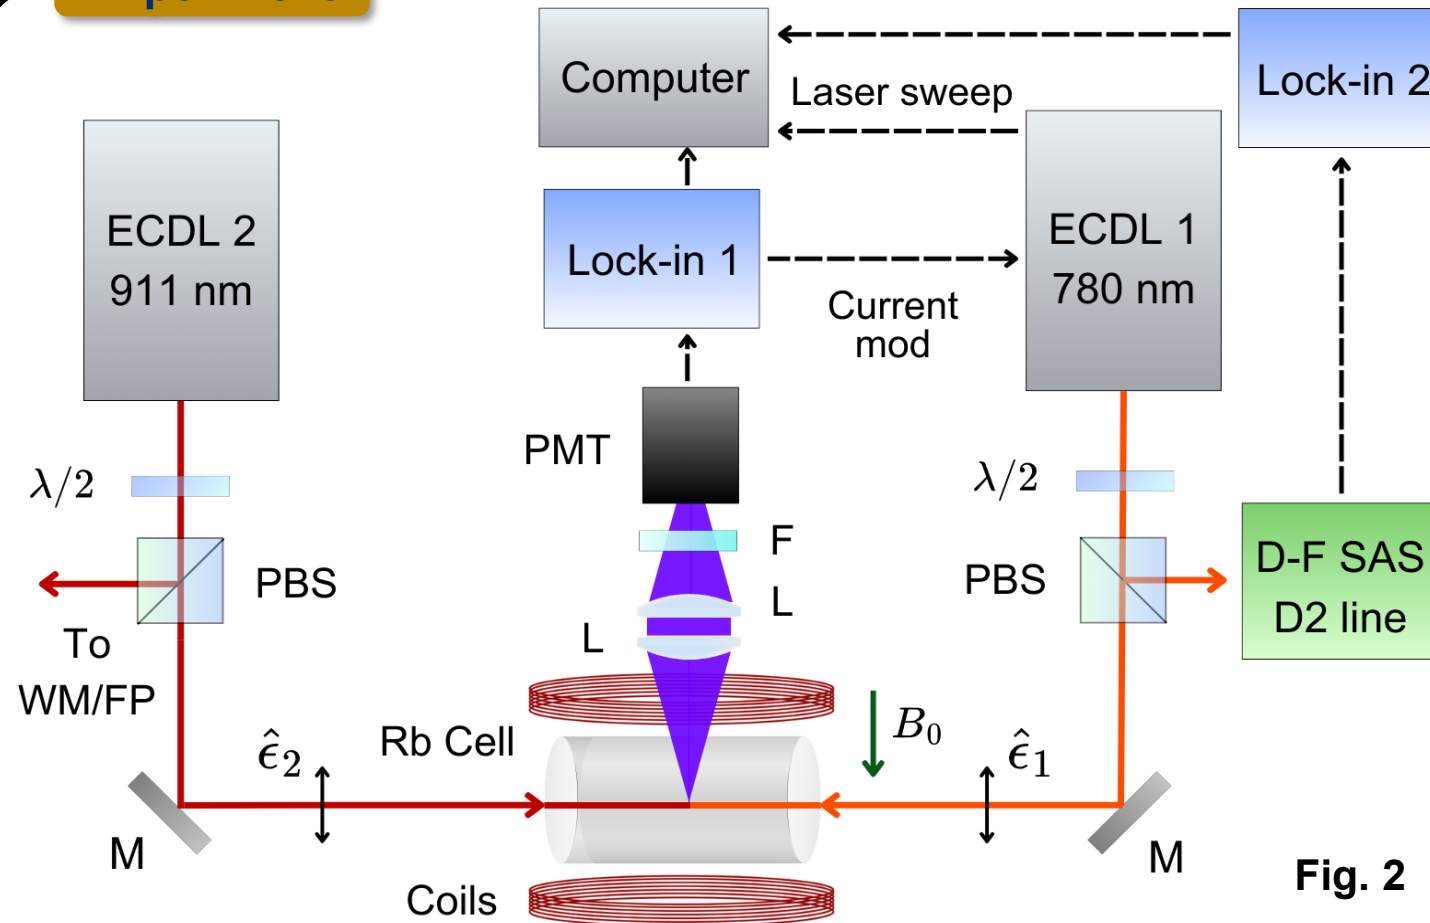 Computer
Lock-in 2
Laser sweep
ECDL 2
911 nm
Lock-in 1
ECDL 1
780 nm
Current
mod
PMT
λ/2
λ/2
F
PBS
L
PBS
D-F SAS
D2 line
L
To
WM/FP
Rb Cell
B₀
ε̂₂
ε̂₁
M
M
Coils
Fig. 2